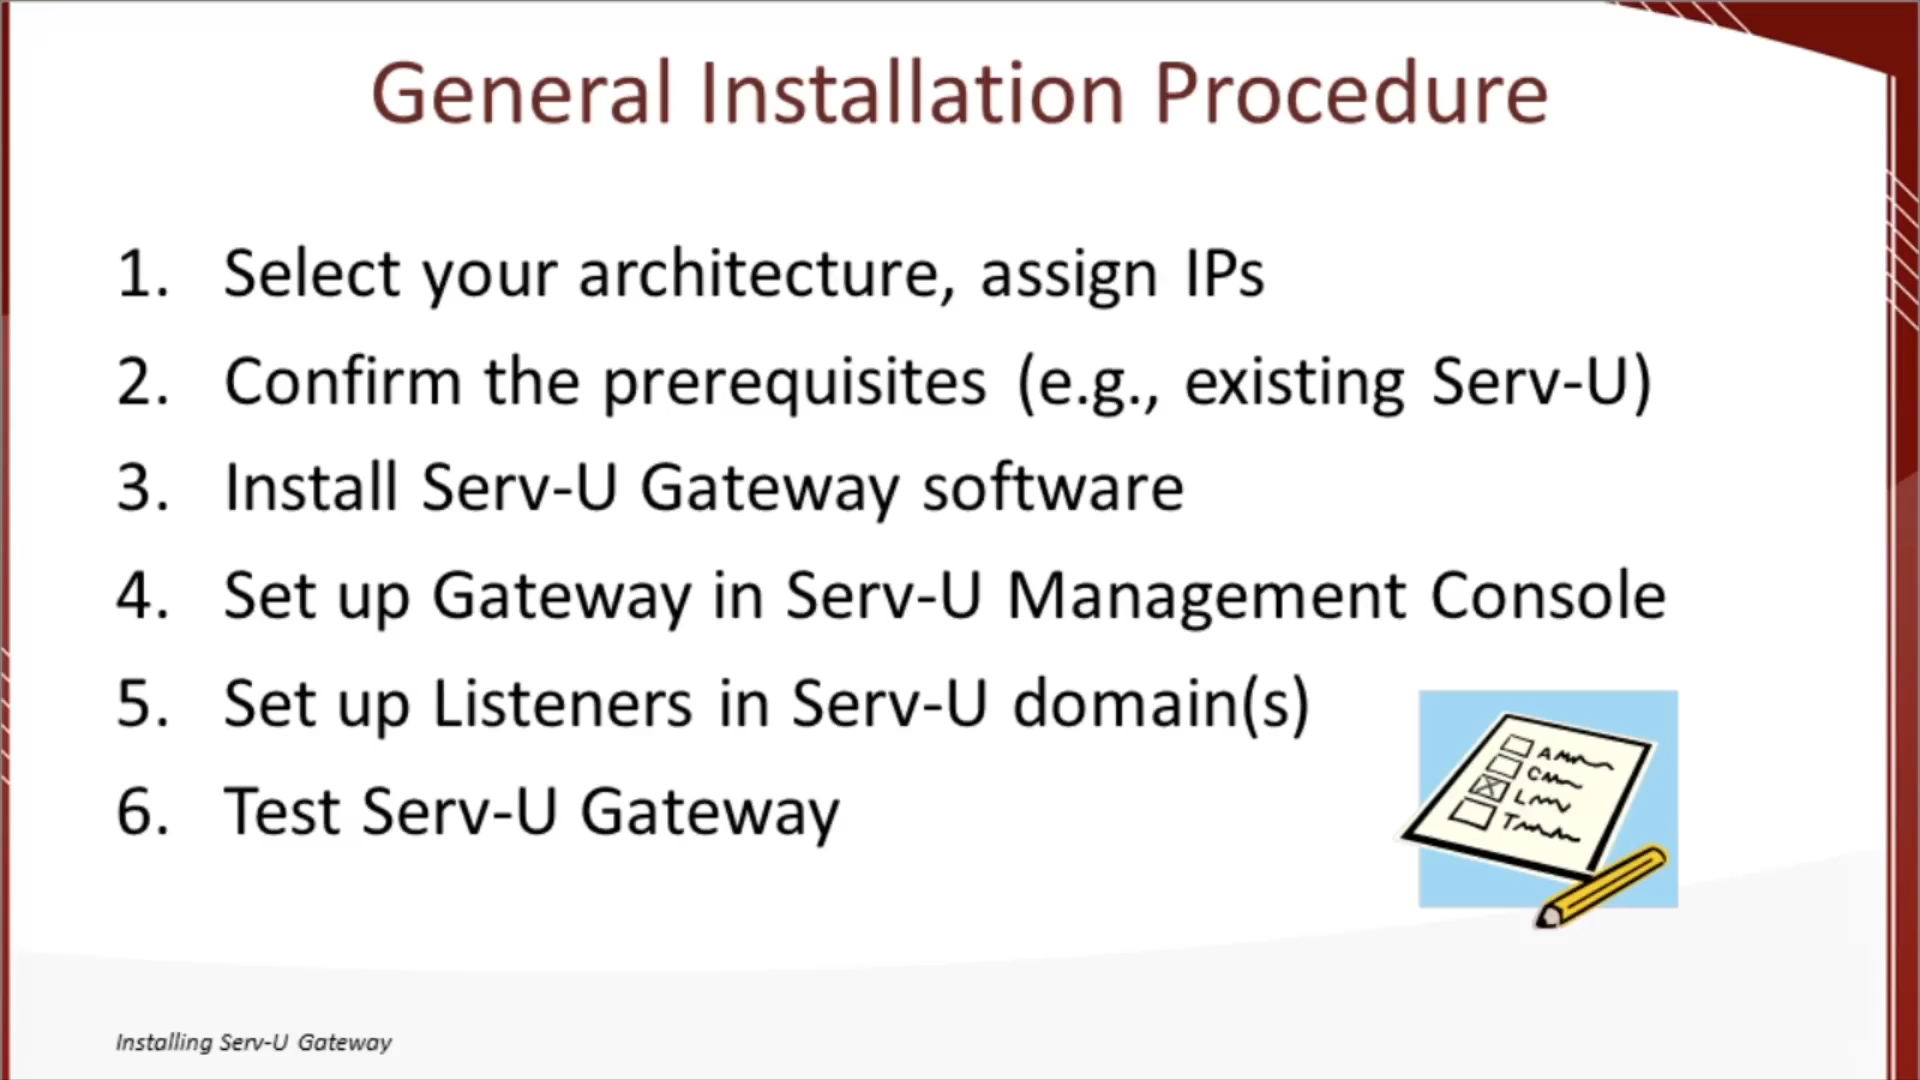 General Installation Procedure
1. Select your architecture, assign IPs
2. Confirm the prerequisites (e.g., existing Serv-U)
3. Install Serv-U Gateway software
4. Set up Gateway in Serv-U Management Console
5. Set up Listeners in Serv-U domain(s)
6. Test Serv-U Gateway
Installing Serv-U Gateway